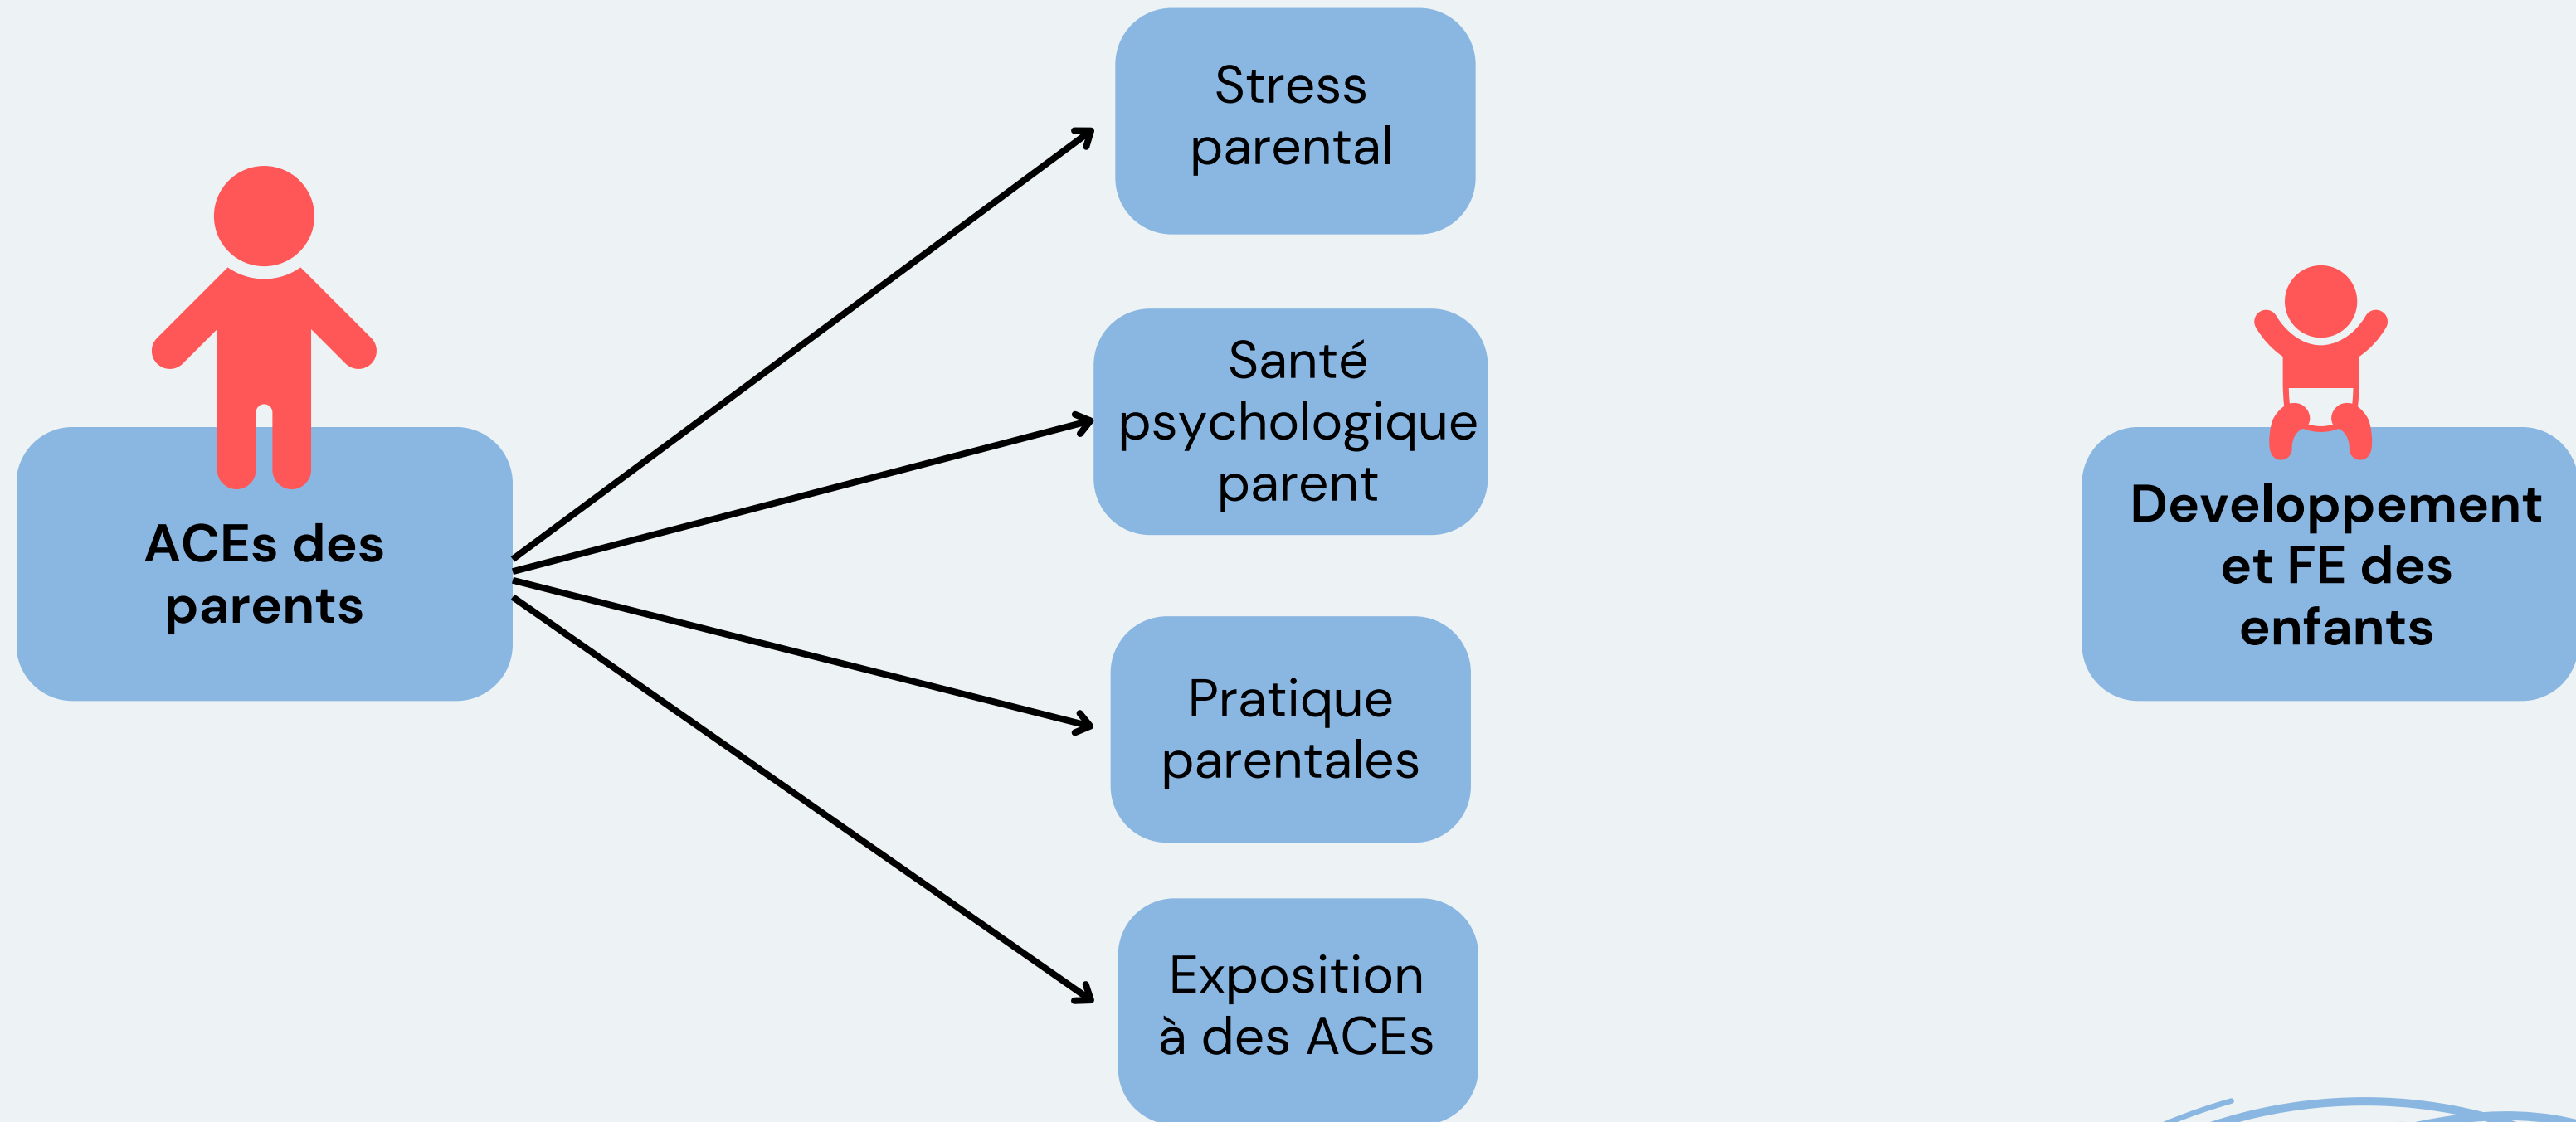 Stress
parental
Santé
psychologique
parent
ACEs des
parents
Developpement
et FE des
enfants
Pratique
parentales
Exposition
à des ACEs